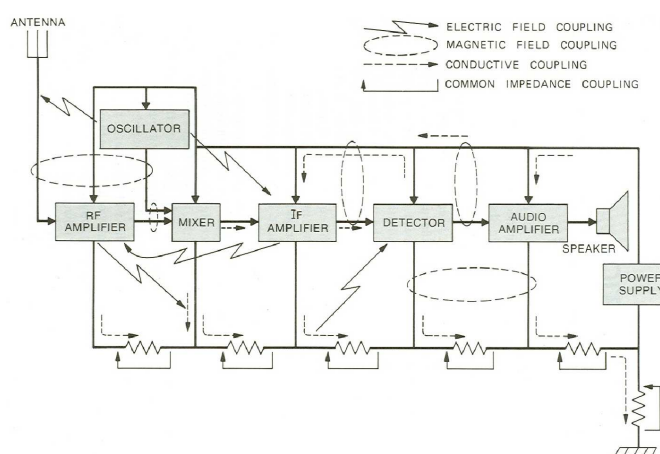 ANTENNA
ELECTRIC FIELD COUPLING
MAGNETIC FIELD COUPLING
CONDUCTIVE COUPLING
COMMON IMPEDANCE COUPLING
OSCILLATOR
RF
AMPLIFIER
MIXER
IF
AMPLIFIER
DETECTOR
AUDIO
AMPLIFIER
SPEAKER
POWER
SUPPLY